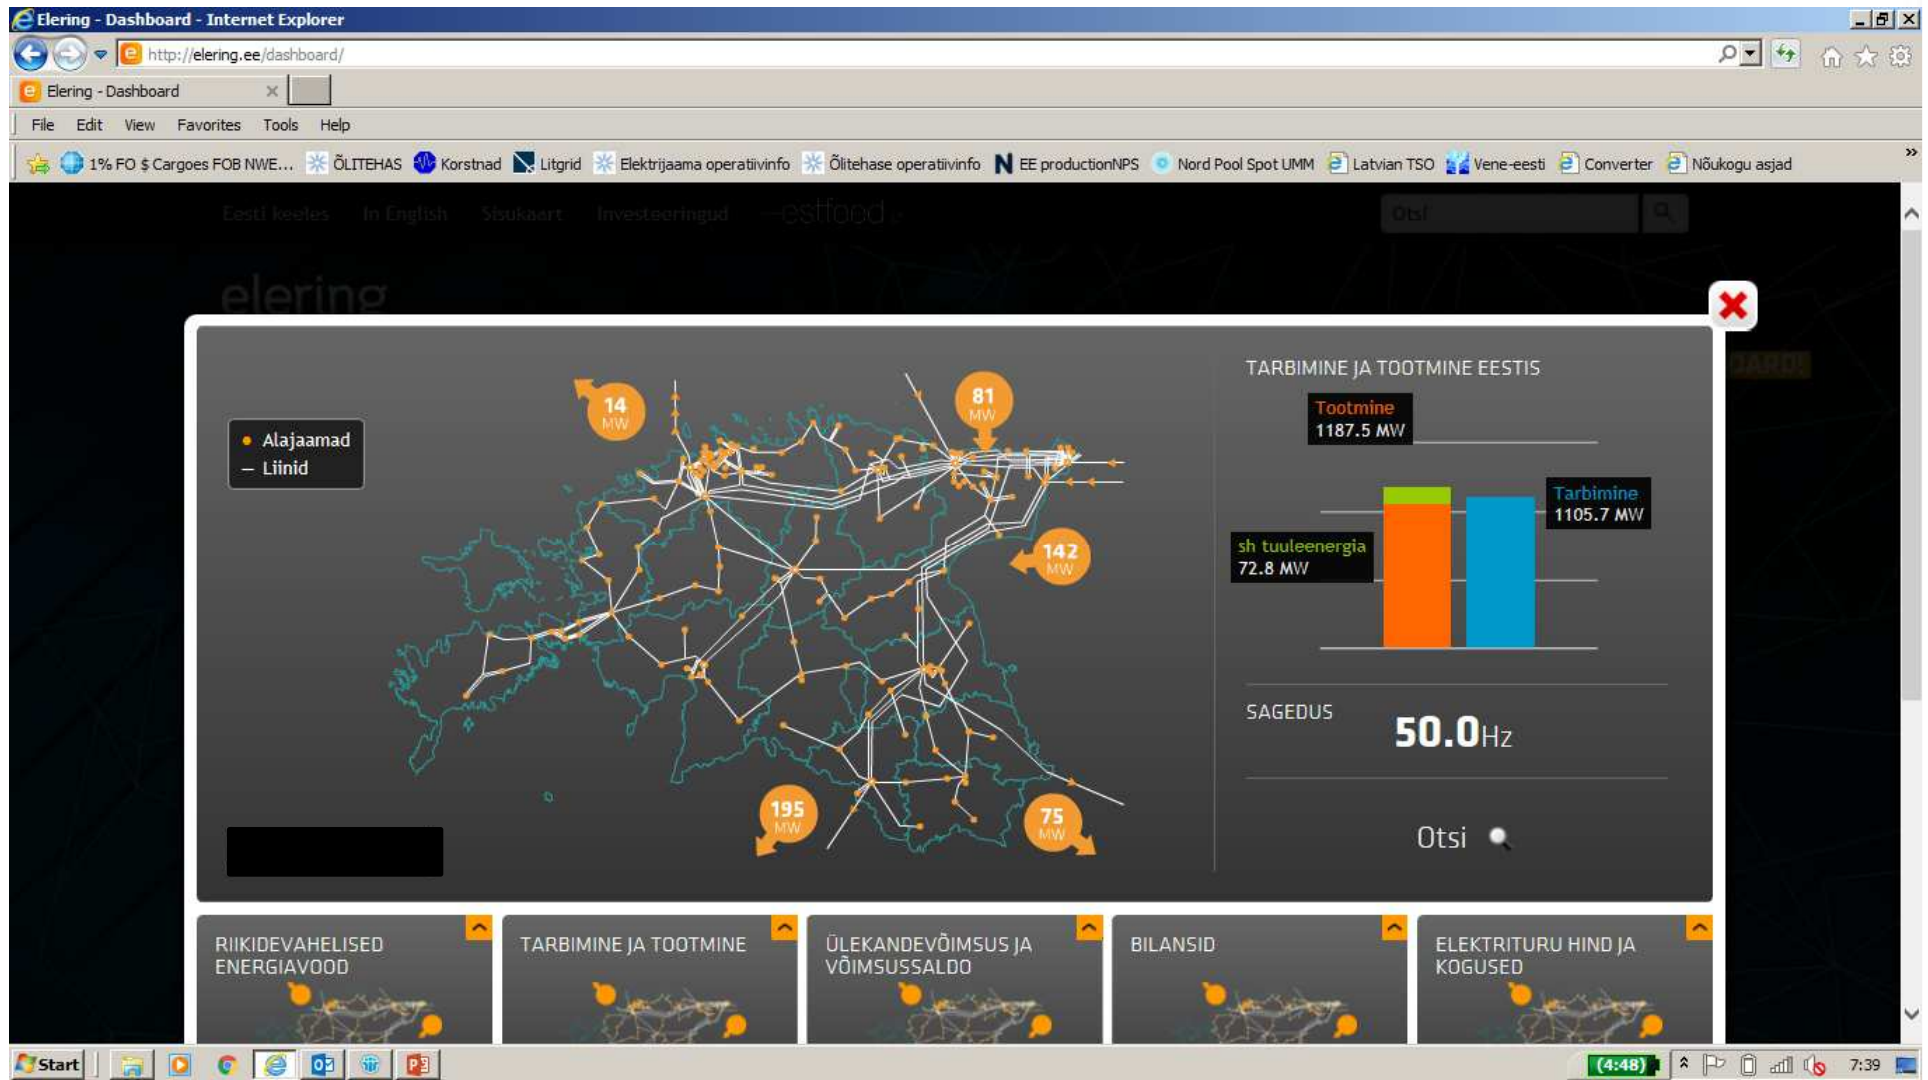 Elering - Dashboard - Internet Explorer
http://elering.ee/dashboard/
Elering - Dashboard
File Edit View Favorites Tools Help
1% FO $ Cargoes FOB NWE... ÕLITEHAS Korstnad Litgrid Elektrijaama operatiivinfo Õlitehase operatiivinfo EE productionNPS Nord Pool Spot UMM Latvian TSO Vene-eesti Converter Nõukogu asjad
Eesti keeles In English Sisukaart Investeeringud estfeed Otsi
elering
TARBIMINE JA TOOTMINE EESTIS
14
MW
81
MW
Tootmine
1187.5 MW
Alajaamad
Liinid
Tarbimine
1105.7 MW
142
MW
sh tuuleenergia
72.8 MW
SAGEDUS
50.0Hz
195
MW
75
MW
Otsi
RIIKIDEVAHELISED
ENERGIAVOOD
TARBIMINE JA TOOTMINE
ÜLEKANDEVÕIMSUS JA
VÕIMSUSSALDO
BILANSID
ELEKTRITURU HIND JA
KOGUSED
Start
(4:48)
7:39